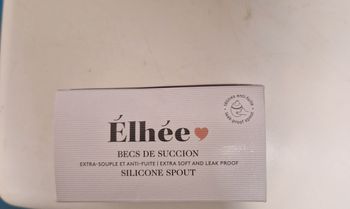 Élhée
BECS DE SUCCION
EXTRA-SOUPLE ET ANTI-FUITE | EXTRA SOFT AND LEAK PROOF
SILICONE SPOUT